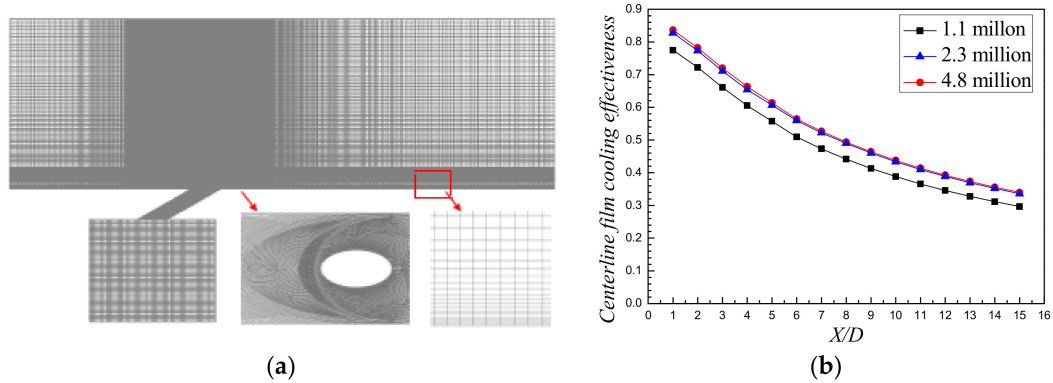 Centerline film cooling effectiveness
0.9
0.8
0.7
0.6
0.5
0.4
0.3
0.2
0.1
0.0
1.1 millon
2.3 million
4.8 million
0 1 2 3 4 5 6 7 8 9 10 11 12 13 14 15 16
X/D
(a)
(b)